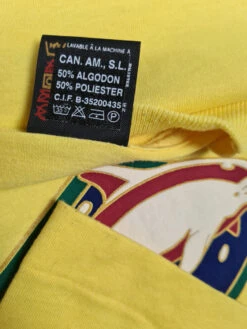 LAVABLE À LA MACHINE À
CAN. AM., S.L.
50% ALGODON
50% POLIESTER
C.I.F. B-35200435